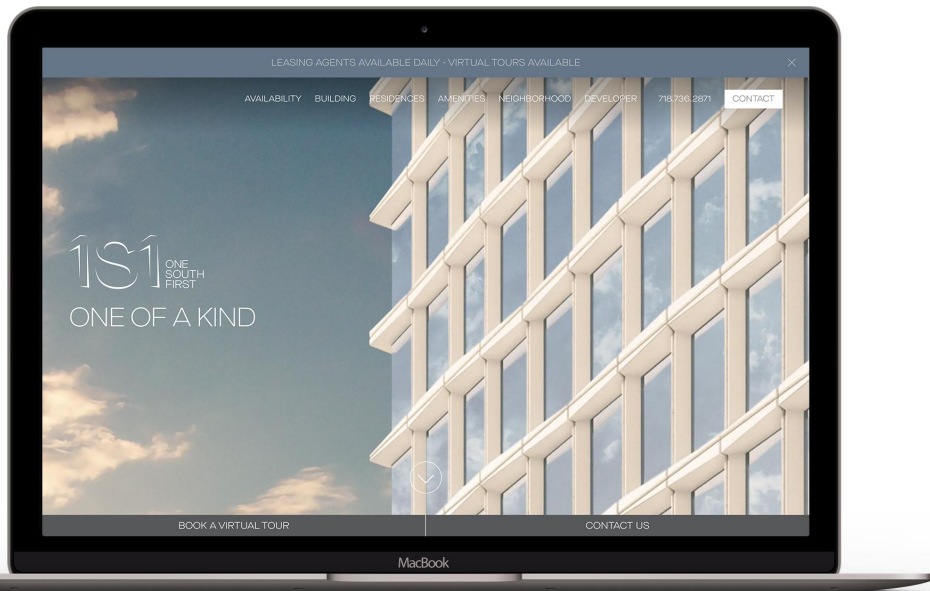 LEASING AGENTS AVAILABLE DAILY - VIRTUAL TOURS AVAILABLE
AVAILABILITY BUILDING RESIDENCES AMENITIES NEIGHBORHOOD DEVELOPER 718.736.2871 CONTACT
1S1
ONE
SOUTH
FIRST
ONE OF A KIND
BOOK A VIRTUAL TOUR
CONTACT US
MacBook